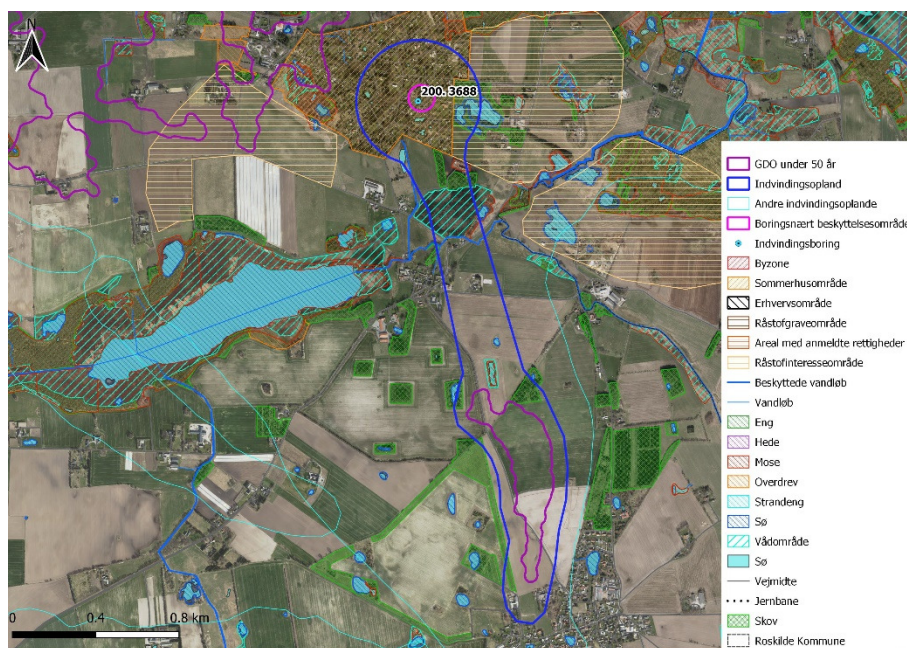 N
200. 3688
GDO under 50 år
Indvindingsopland
Andre indvindingsoplande
Boringsnært beskyttelsesområde
Indvindingsboring
Byzone
Sommerhusområde
Erhvervsområde
Råstofgraveområde
Areal med anmeldte rettigheder
Råstofinteresseområde
Beskyttede vandløb
Vandløb
Eng
Hede
Mose
Overdrev
Strandeng
Sø
Vådområde
Sø
Vejmidte
Jernbane
Skov
Roskilde Kommune
0 0.4 0.8 km